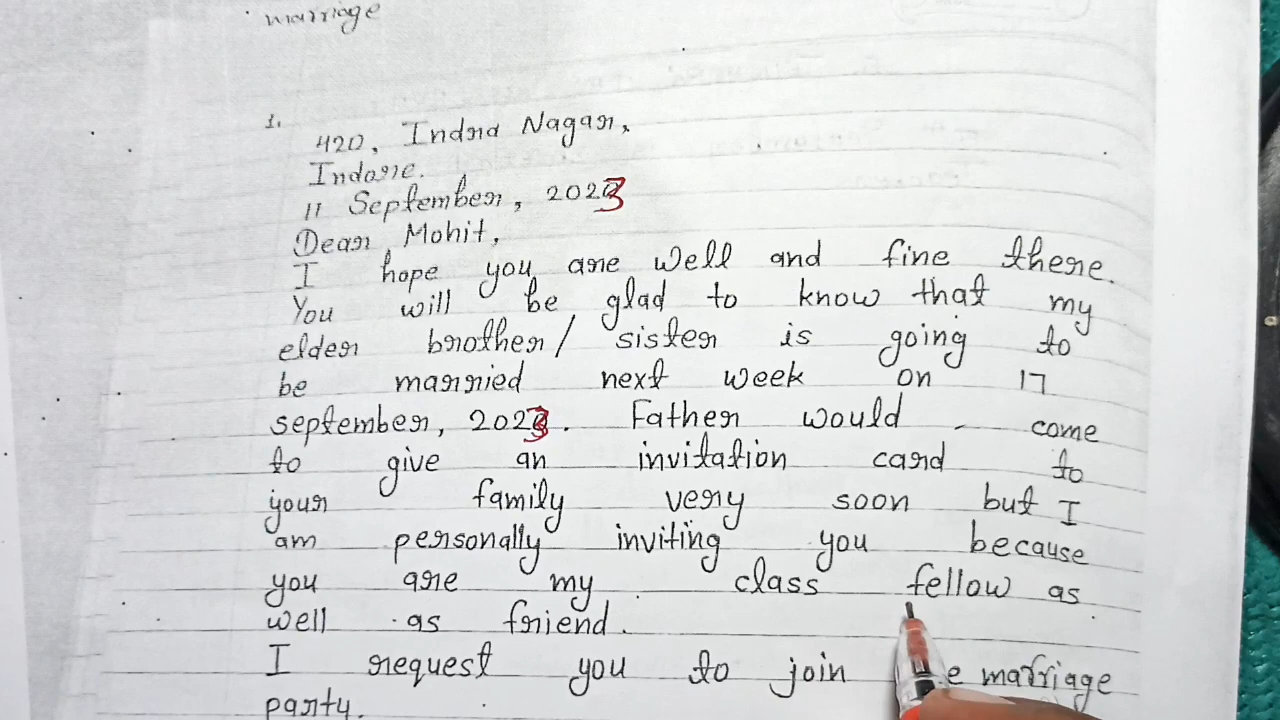 marriage
1.
420, Indra Nagar,
Indore.
11 September, 2023
Dear Mohit,
I hope you are well and fine there.
You will be glad to know that my
elder brother/ sister is going to
be married next week on 17
september, 2023. Father would come
to give an invitation card to
your family very soon but I
am personally inviting you because
you are my class fellow as
well as friend.
I request you to join marriage
party.